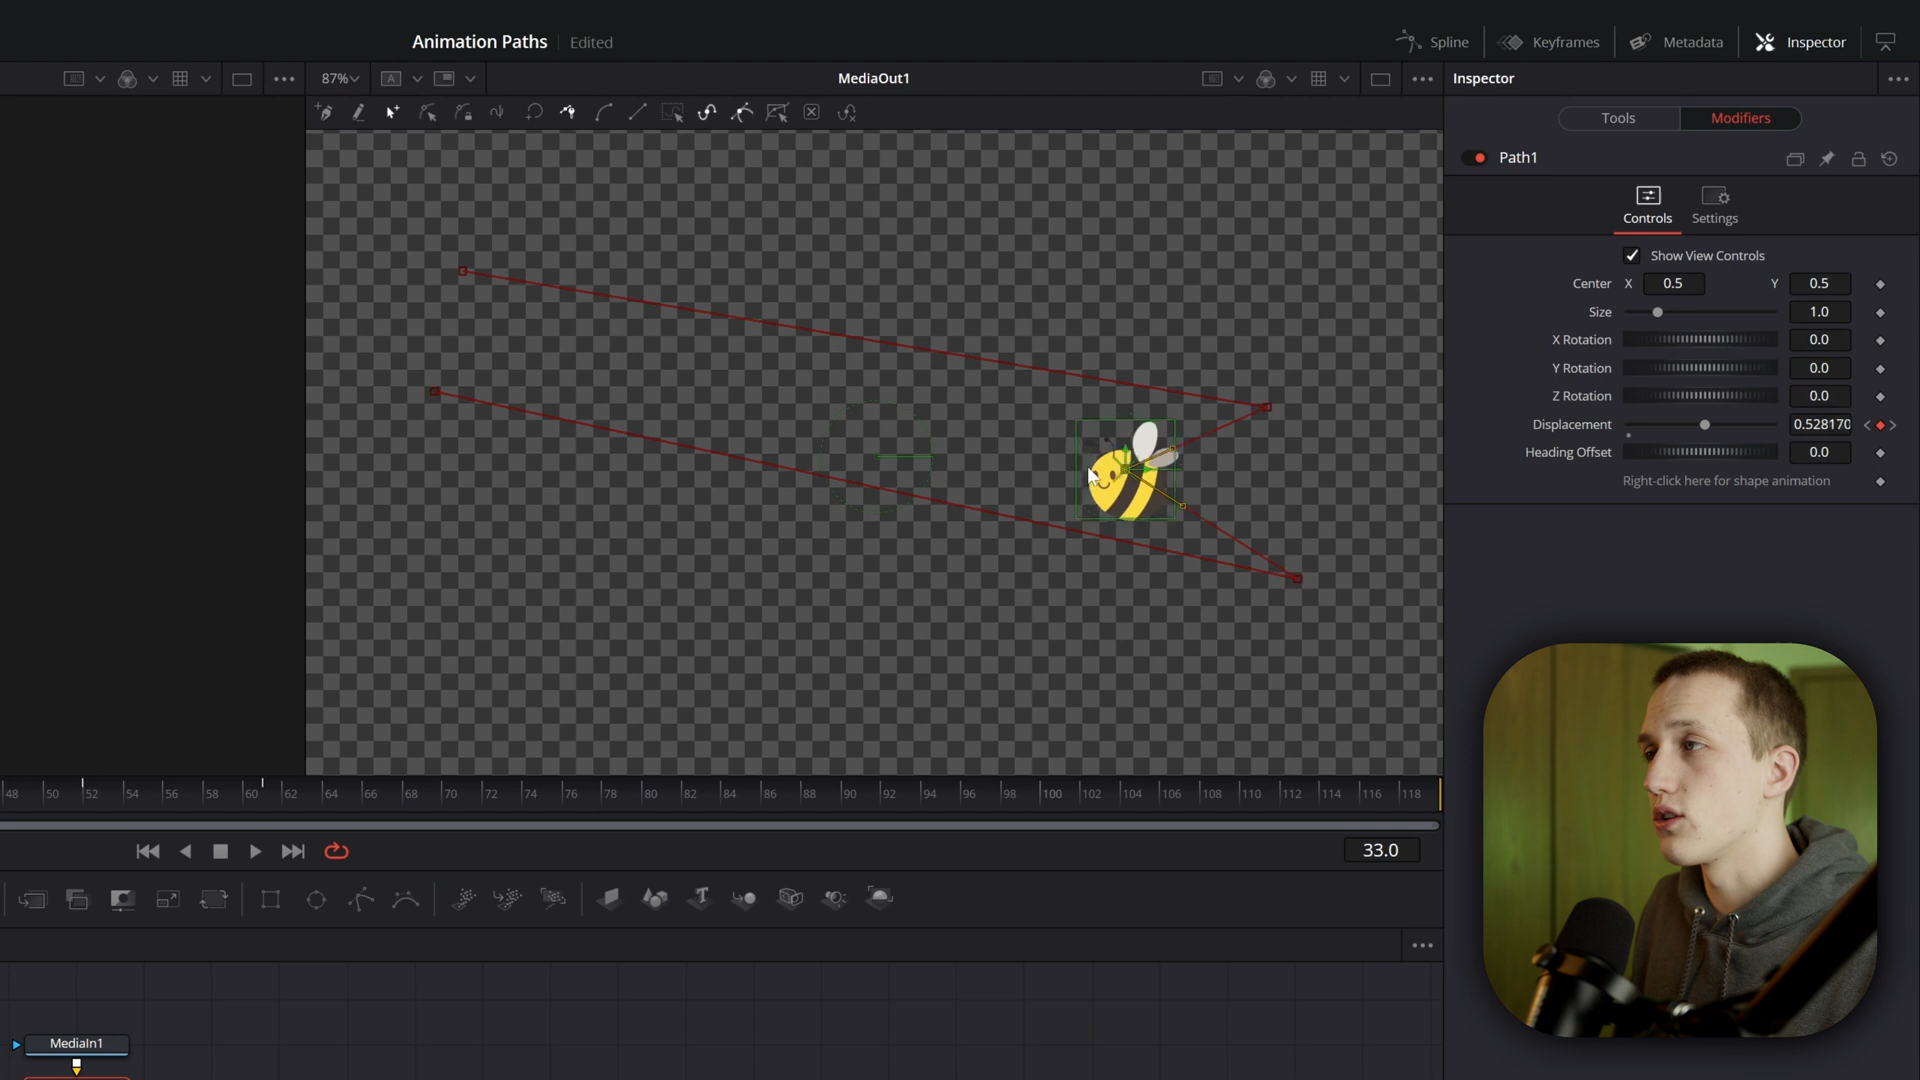 Animation Paths Edited
Spline Keyframes Metadata Inspector
87% A MediaOut1 Inspector
Tools Modifiers
Path1
Controls Settings
Show View Controls
Center X 0.5 Y 0.5
Size 1.0
X Rotation 0.0
Y Rotation 0.0
Z Rotation 0.0
Displacement 0.528170
Heading Offset 0.0
Right-click here for shape animation
48 50 52 54 56 58 60 62 64 66 68 70 72 74 76 78 80 82 84 86 88 90 92 94 96 98 100 102 104 106 108 110 112 114 116 118
33.0
T
MediaIn1